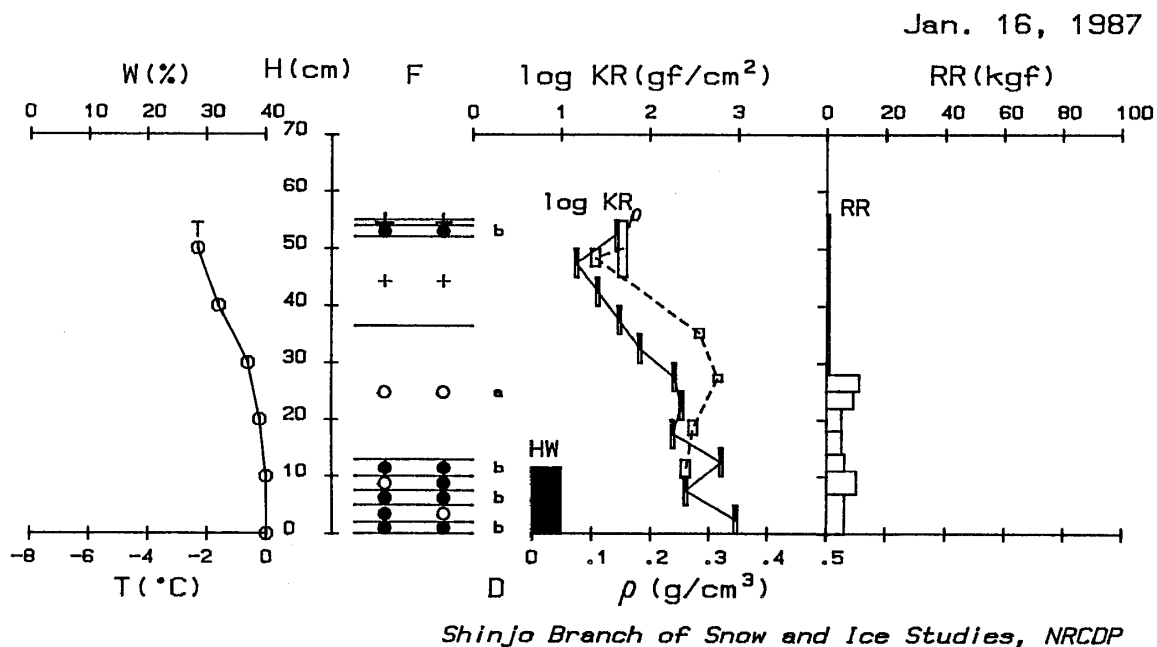 Jan. 16, 1987
W(%) H(cm) F log KR(gf/cm²) RR(kgf)
0 10 20 30 40 0 1 2 3 0 20 40 60 80 100
70
60
log KR ρ RR
T b
50
40
30
a
20
HW
b
10
b
b
0
-8 -6 -4 -2 0 0 .1 .2 .3 .4 .5
T(°C) D ρ (g/cm³)
Shinjo Branch of Snow and Ice Studies, NRCDP